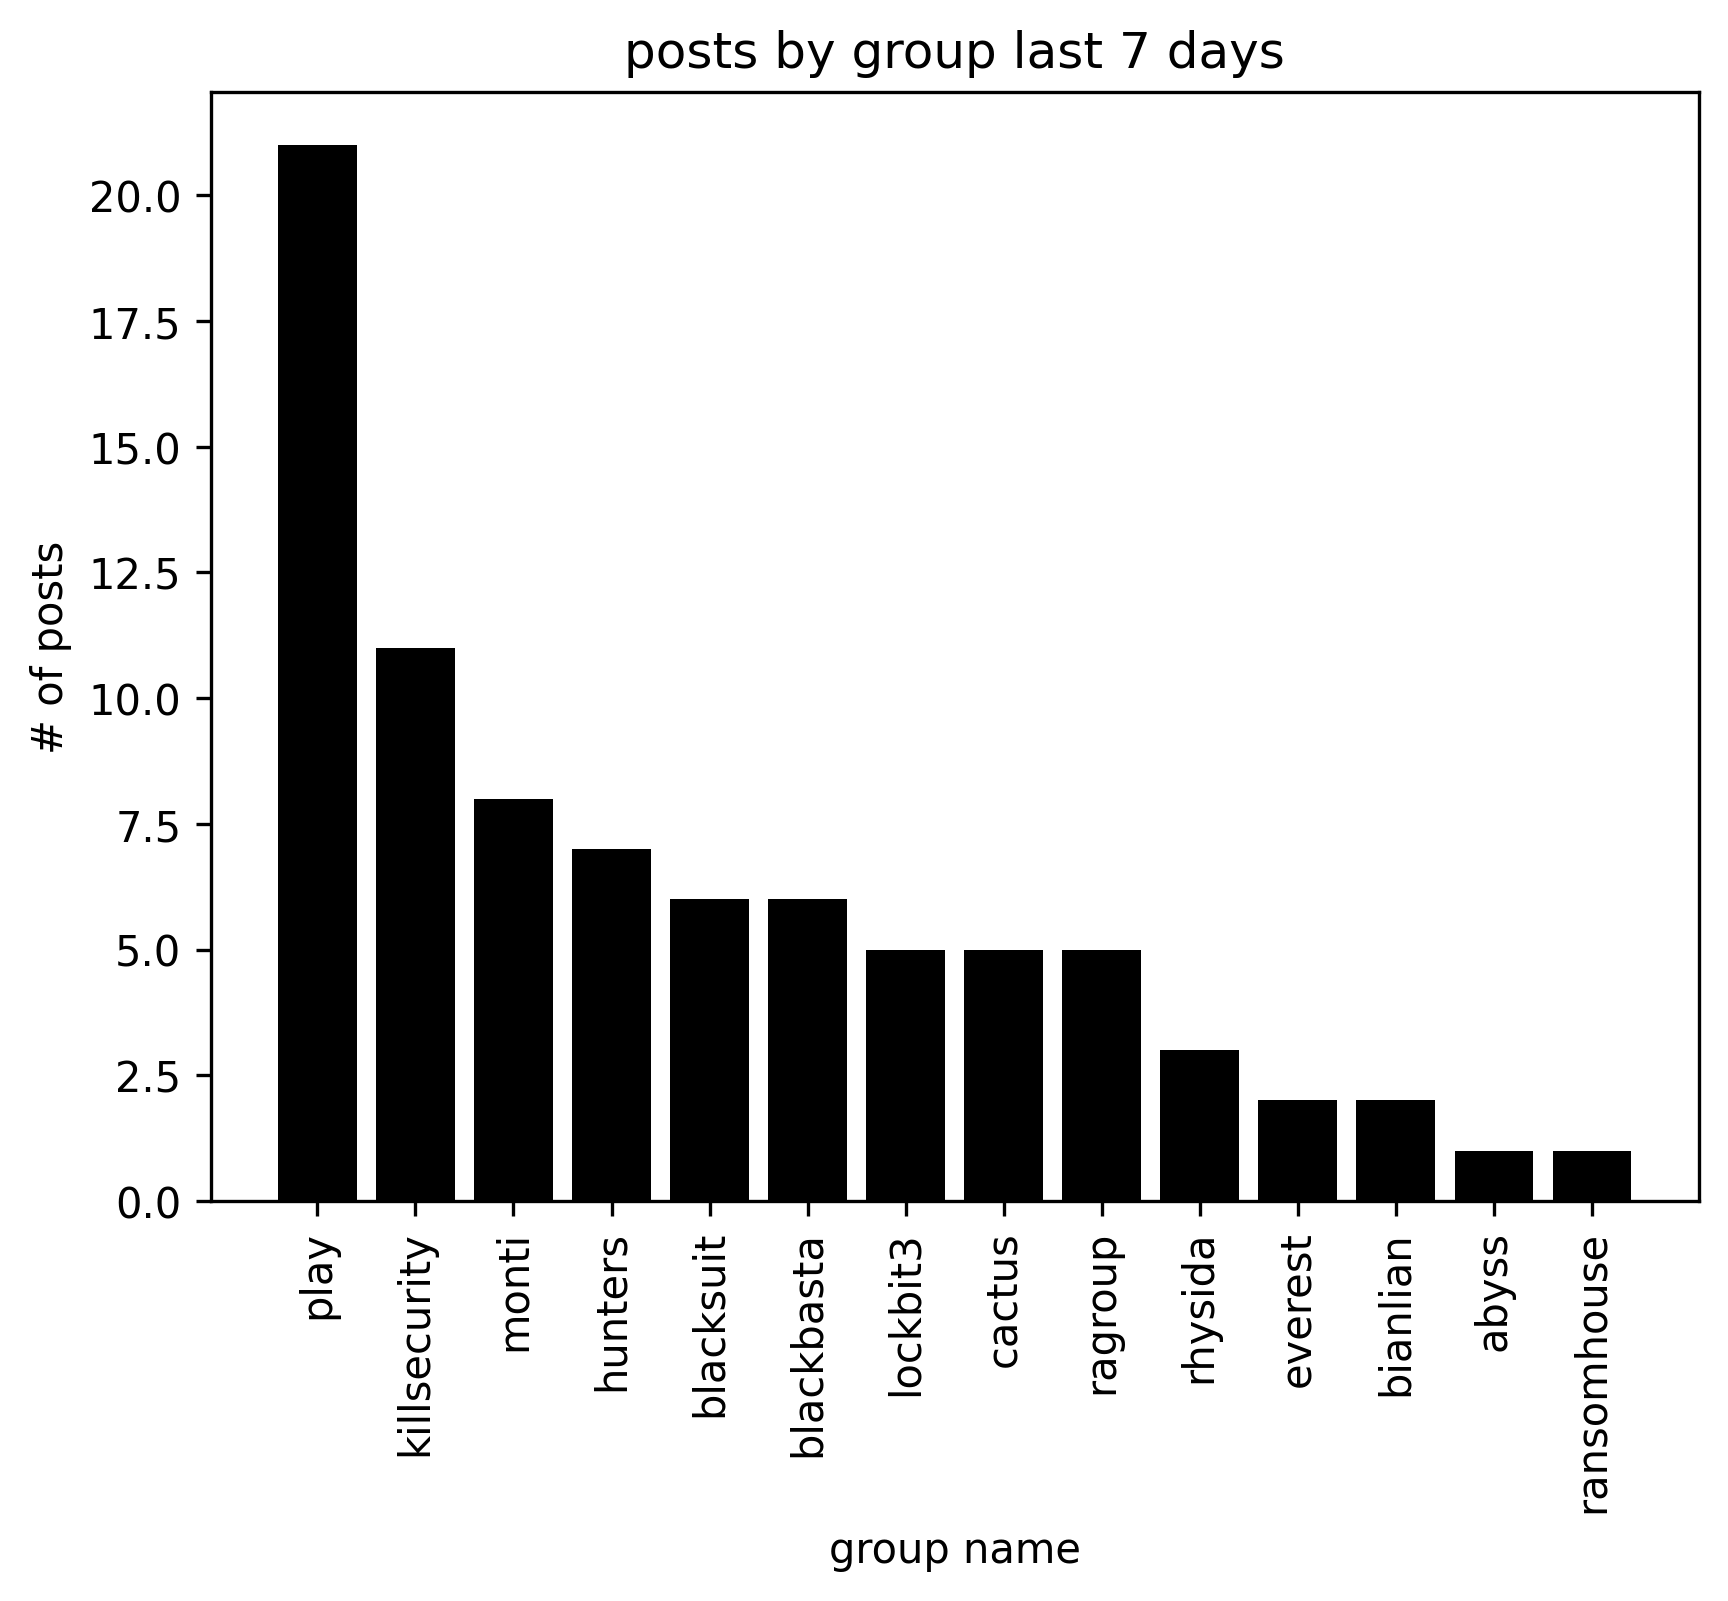 posts by group last 7 days
# of posts
20.0
17.5
15.0
12.5
10.0
7.5
5.0
2.5
0.0
play
killsecurity
monti
hunters
blacksuit
blackbasta
lockbit3
cactus
ragroup
rhysida
everest
bianlian
abyss
ransomhouse
group name